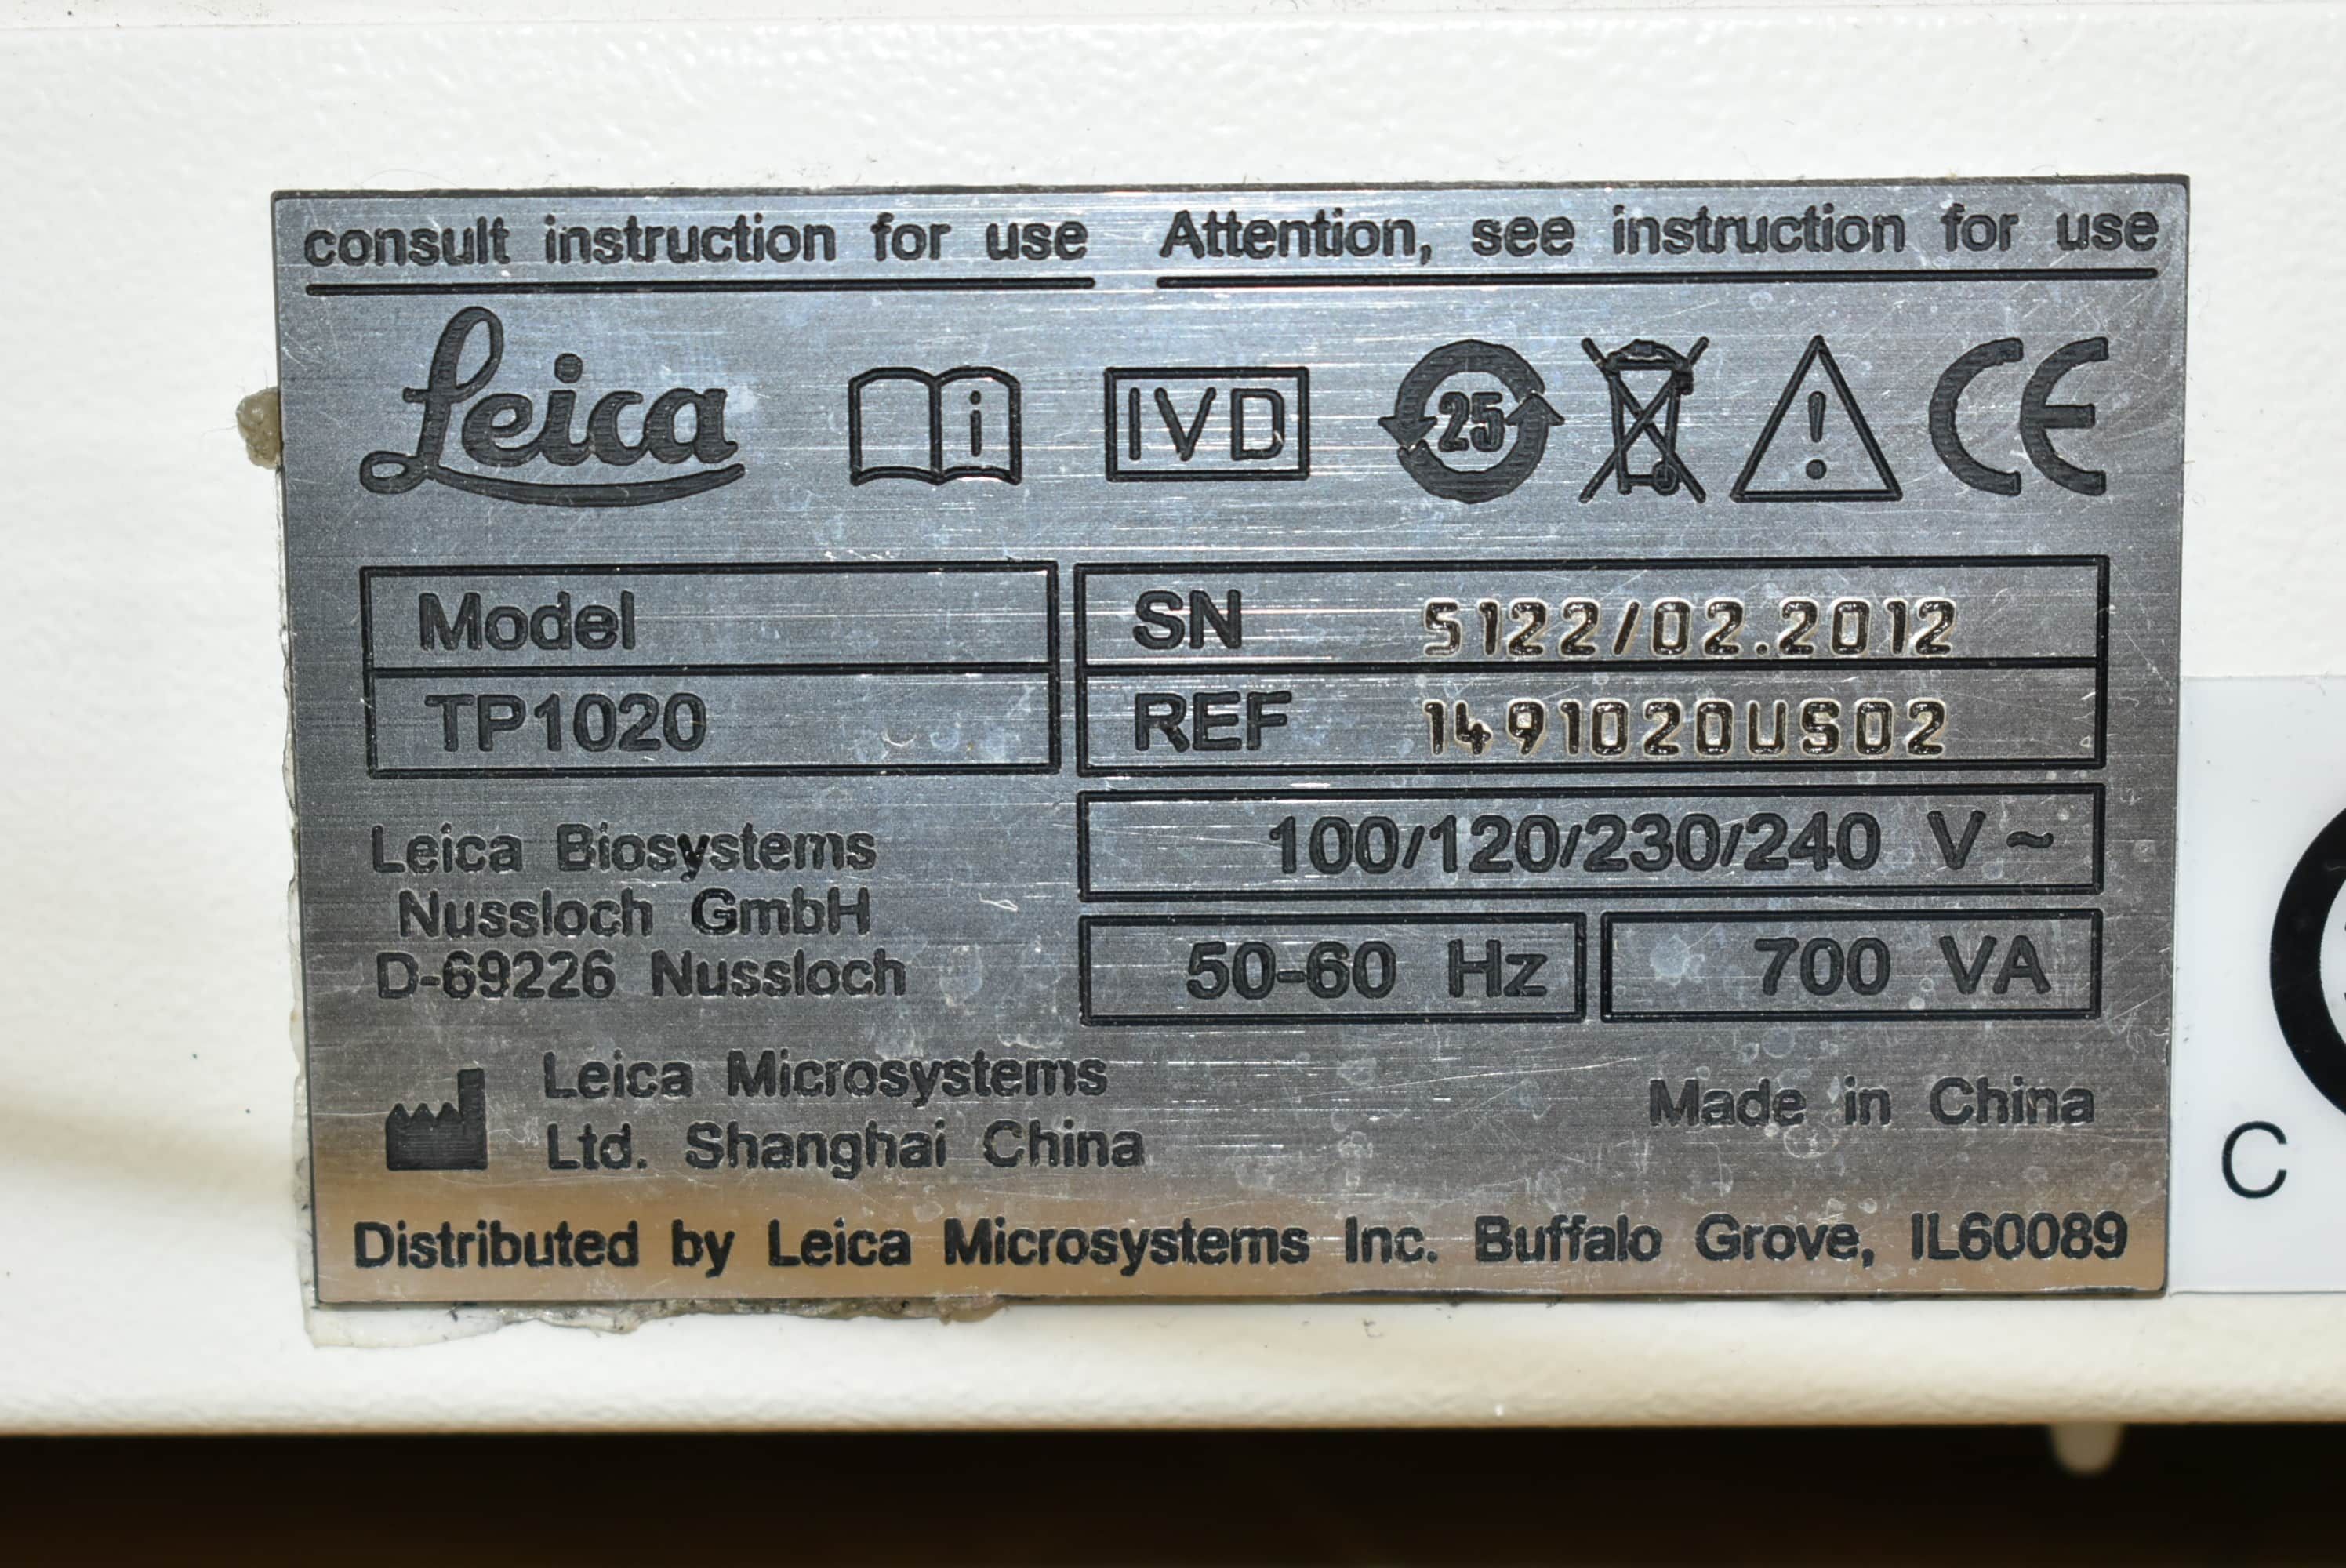 consult instruction for use Attention, see instruction for use
Leica i IVD 25 CE
Model
TP1020
SN 5122/02.2012
REF 1491020US02
100/120/230/240 V ~
50-60 Hz 700 VA
Leica Biosystems
Nussloch GmbH
D-69226 Nussloch
Leica Microsystems
Ltd. Shanghai China
Made in China
Distributed by Leica Microsystems Inc. Buffalo Grove, IL60089
C